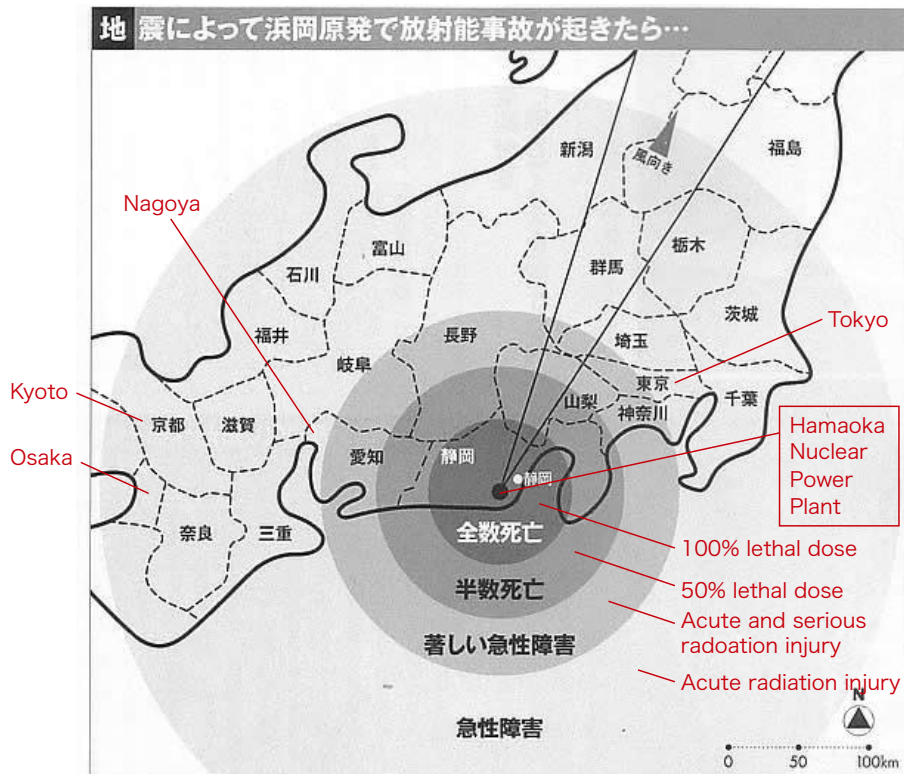 地震によって浜岡原発で放射能事故が起きたら…
新潟
風向き
福島
Nagoya
富山
石川
群馬
栃木
茨城
福井
長野
Tokyo
岐阜
埼玉
東京
Kyoto
京都
滋賀
山梨
神奈川
千葉
Hamaoka
Nuclear
Power
Plant
Osaka
愛知
静岡
静岡
奈良
三重
全数死亡
100% lethal dose
半数死亡
50% lethal dose
著しい急性障害
Acute and serious
radoation injury
Acute radiation injury
急性障害
N
0 50 100km